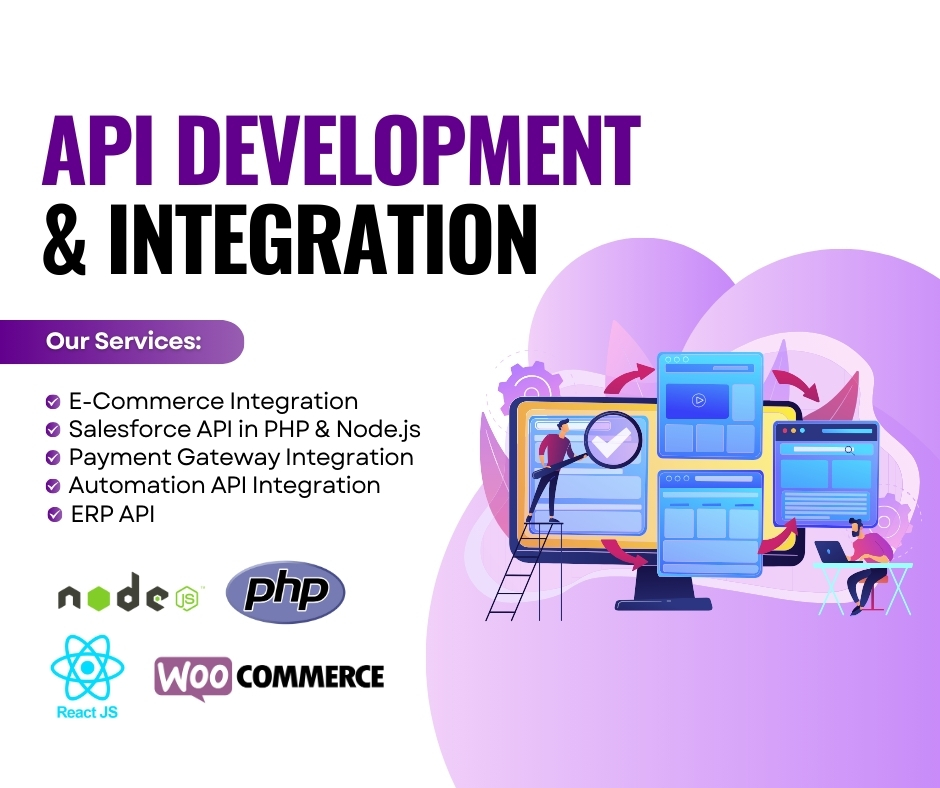 API DEVELOPMENT
& INTEGRATION
Our Services:
E-Commerce Integration
Salesforce API in PHP & Node.js
Payment Gateway Integration
Automation API Integration
ERP API
node JS ™
php
React JS
WOO COMMERCE